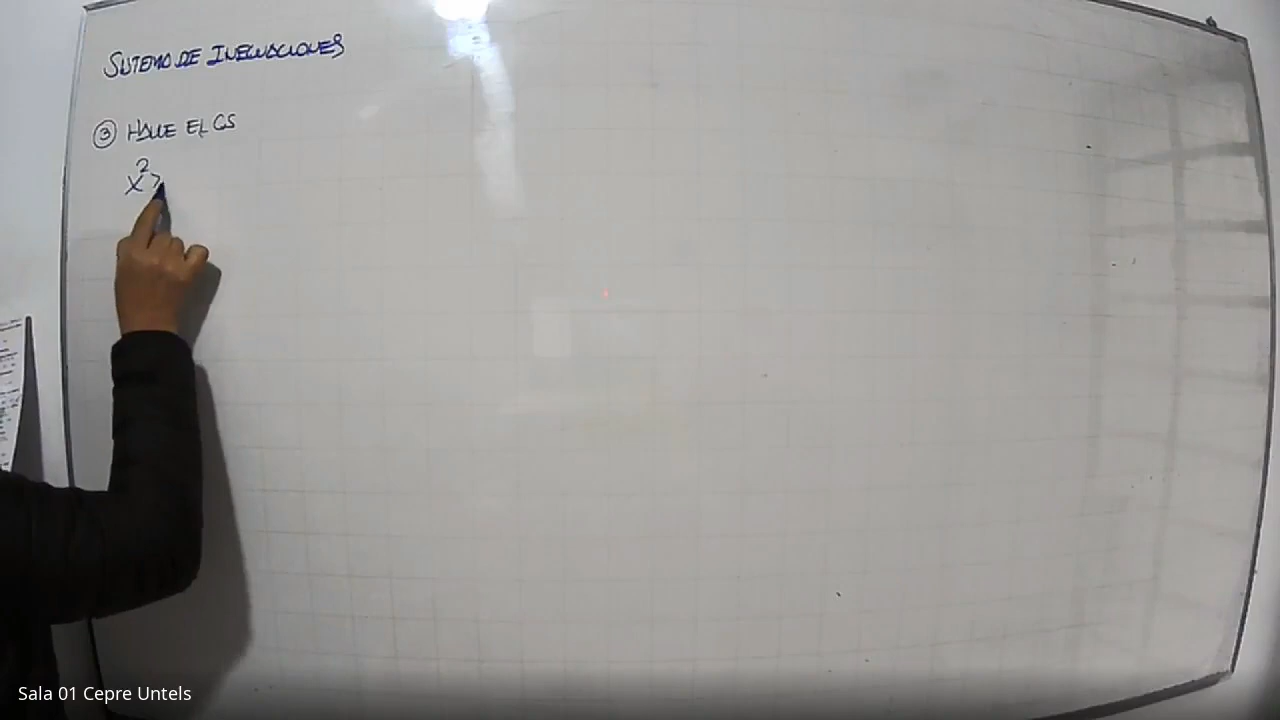 SISTEMA DE INECUACIONES
③ HALLE EL CS
x² >
Sala 01 Cepre Untels